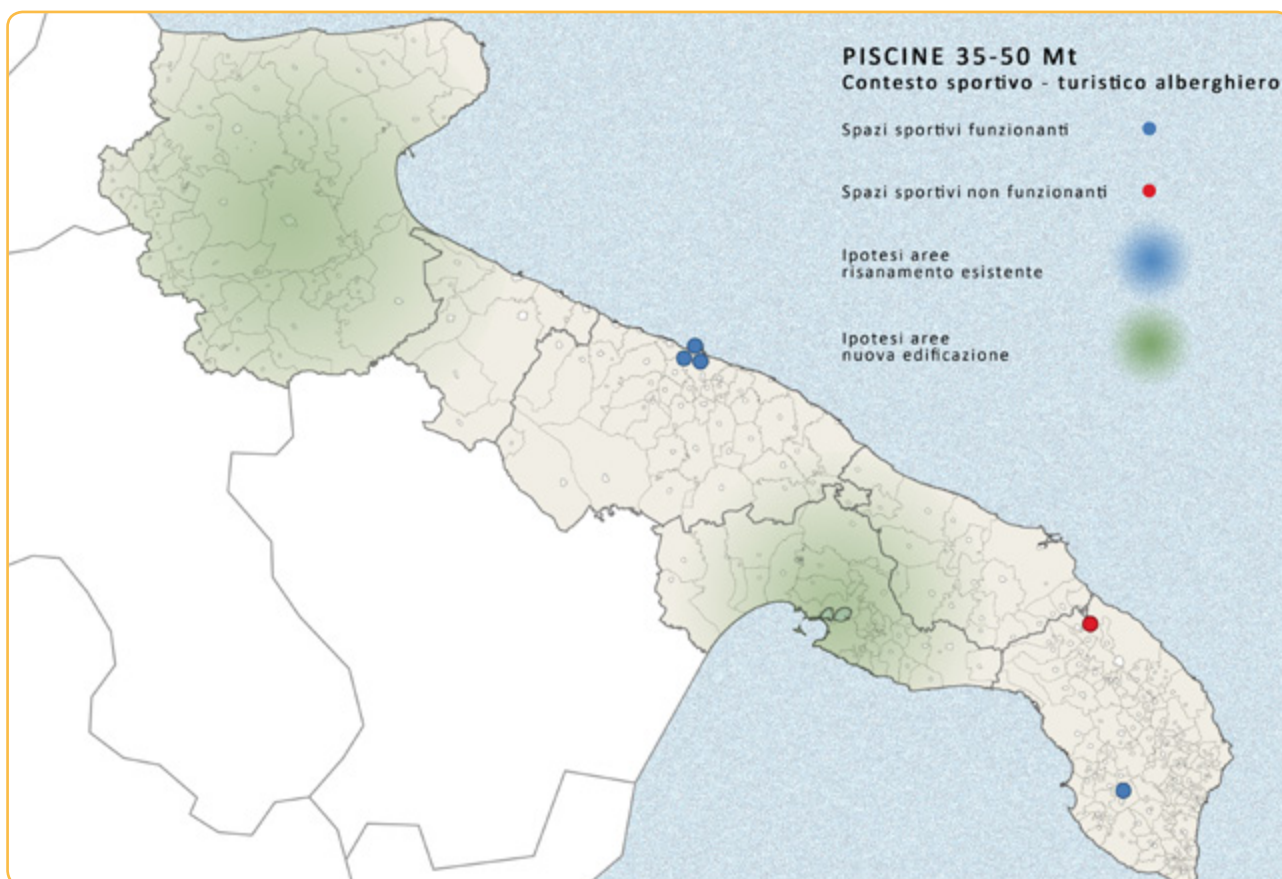 PISCINE 35-50 Mt
Contesto sportivo - turistico alberghiero
Spazi sportivi funzionanti
Spazi sportivi non funzionanti
Ipotesi aree
risanamento esistente
Ipotesi aree
nuova edificazione